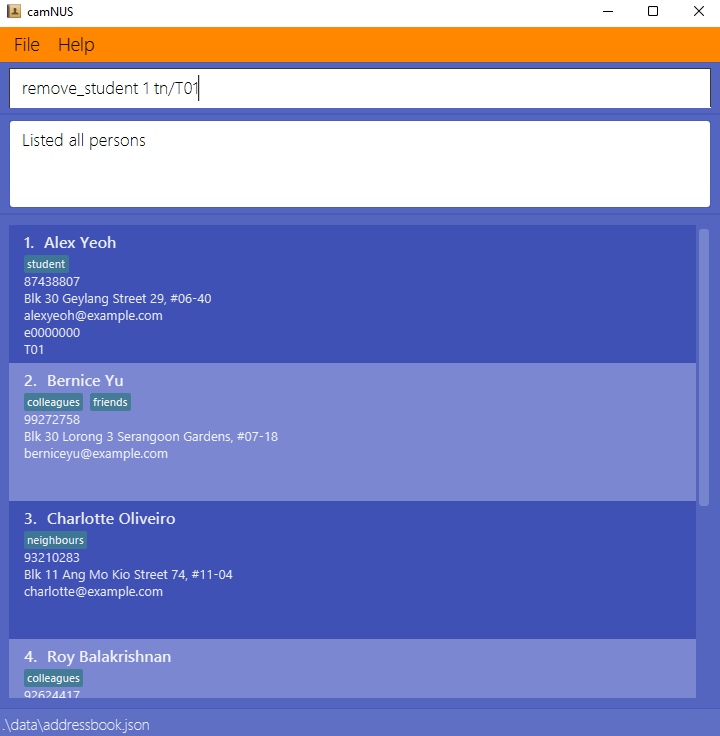 camNUS
File Help
remove_student 1 tn/T01
Listed all persons
1. Alex Yeoh
student
87438807
Blk 30 Geylang Street 29, #06-40
alexyeoh@example.com
e0000000
T01
2. Bernice Yu
colleagues friends
99272758
Blk 30 Lorong 3 Serangoon Gardens, #07-18
berniceyu@example.com
3. Charlotte Oliveiro
neighbours
93210283
Blk 11 Ang Mo Kio Street 74, #11-04
charlotte@example.com
4. Roy Balakrishnan
colleagues
92624417
.\data\addressbook.json